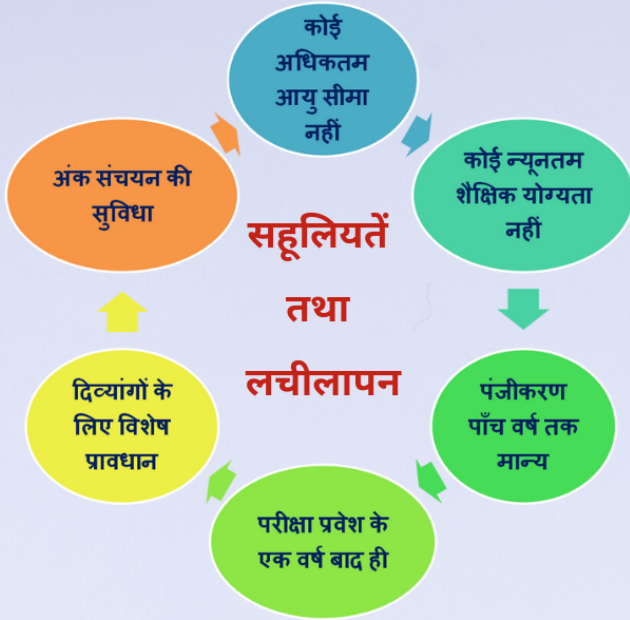 सहूलियतें
तथा
लचीलापन
कोई
अधिकतम
आयु सीमा
नहीं
कोई न्यूनतम
शैक्षिक योग्यता
नहीं
पंजीकरण
पाँच वर्ष तक
मान्य
परीक्षा प्रवेश के
एक वर्ष बाद ही
दिव्यांगों के
लिए विशेष
प्रावधान
अंक संचयन की
सुविधा